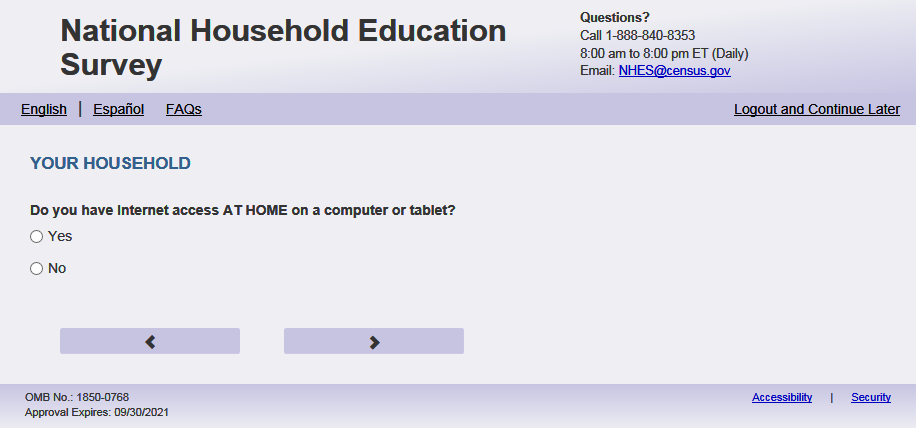 National Household Education
Survey
Questions?
Call 1-888-840-8353
8:00 am to 8:00 pm ET (Daily)
Email: NHES@census.gov
English | Español FAQs Logout and Continue Later
YOUR HOUSEHOLD
Do you have Internet access AT HOME on a computer or tablet?
Yes
No
OMB No.: 1850-0768
Approval Expires: 09/30/2021
Accessibility | Security